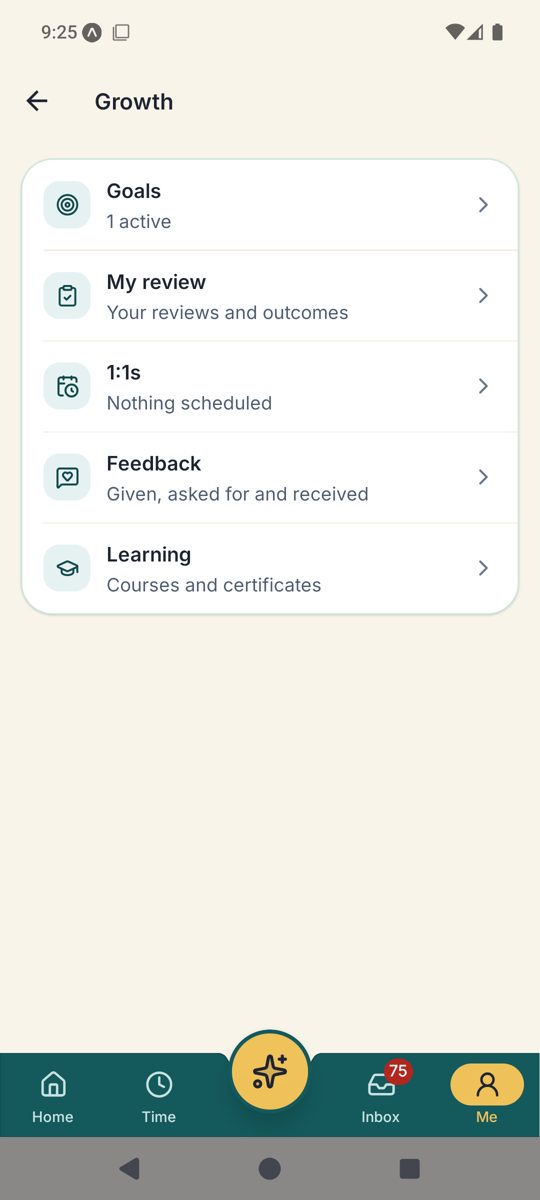 9:25
Growth
Goals
1 active
My review
Your reviews and outcomes
1:1s
Nothing scheduled
Feedback
Given, asked for and received
Learning
Courses and certificates
75
Home
Time
Inbox
Me